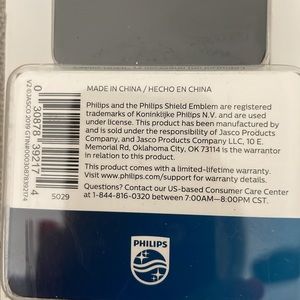 MADE IN CHINA / HECHO EN CHINA
Philips and the Philips Shield Emblem are registered
trademarks of Koninklijke Philips N.V. and are used
under license. This product has been manufactured by
and is sold under the responsibility of Jasco Products
Company, and Jasco Products Company LLC, 10 E.
Memorial Rd, Oklahoma City, OK 73114 is the warrantor
in relation to this product.
This product comes with a limited-lifetime warranty.
Visit www.philips.com/support for warranty details.
Questions? Contact our US-based Consumer Care Center
at 1-844-816-0320 between 7:00AM—8:00PM CST.
0 30878 39217 4
5029
PHILIPS